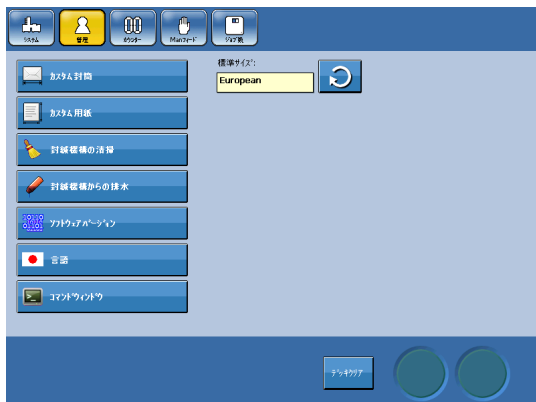 システム
管理
カウンター
Manフィード
ジョブ数
カスタム封筒
カスタム用紙
封緘機構の清掃
封緘機構からの排水
ソフトウェアバージョン
言語
コマンドウィンドウ
標準サイズ:
European
デッキクリア